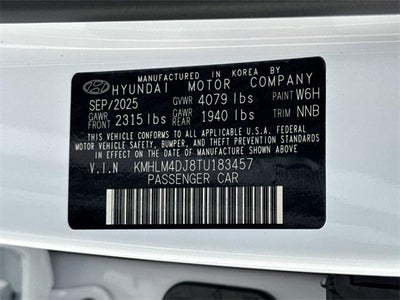 MANUFACTURED IN KOREA BY
HYUNDAI MOTOR COMPANY
SEP/2025 GVWR 4079 lbs PAINT W6H
GAWR FRONT 2315 lbs GAWR REAR 1940 lbs TRIM NNB
THIS VEHICLE CONFORMS TO ALL APPLICABLE U.S.A. FEDERAL
MOTOR VEHICLE SAFETY, BUMPER, AND THEFT PREVENTION STANDARDS
IN EFFECT ON THE DATE OF MANUFACTURE SHOWN ABOVE.
V.I.N KMHLM4DJ8TU183457
PASSENGER CAR